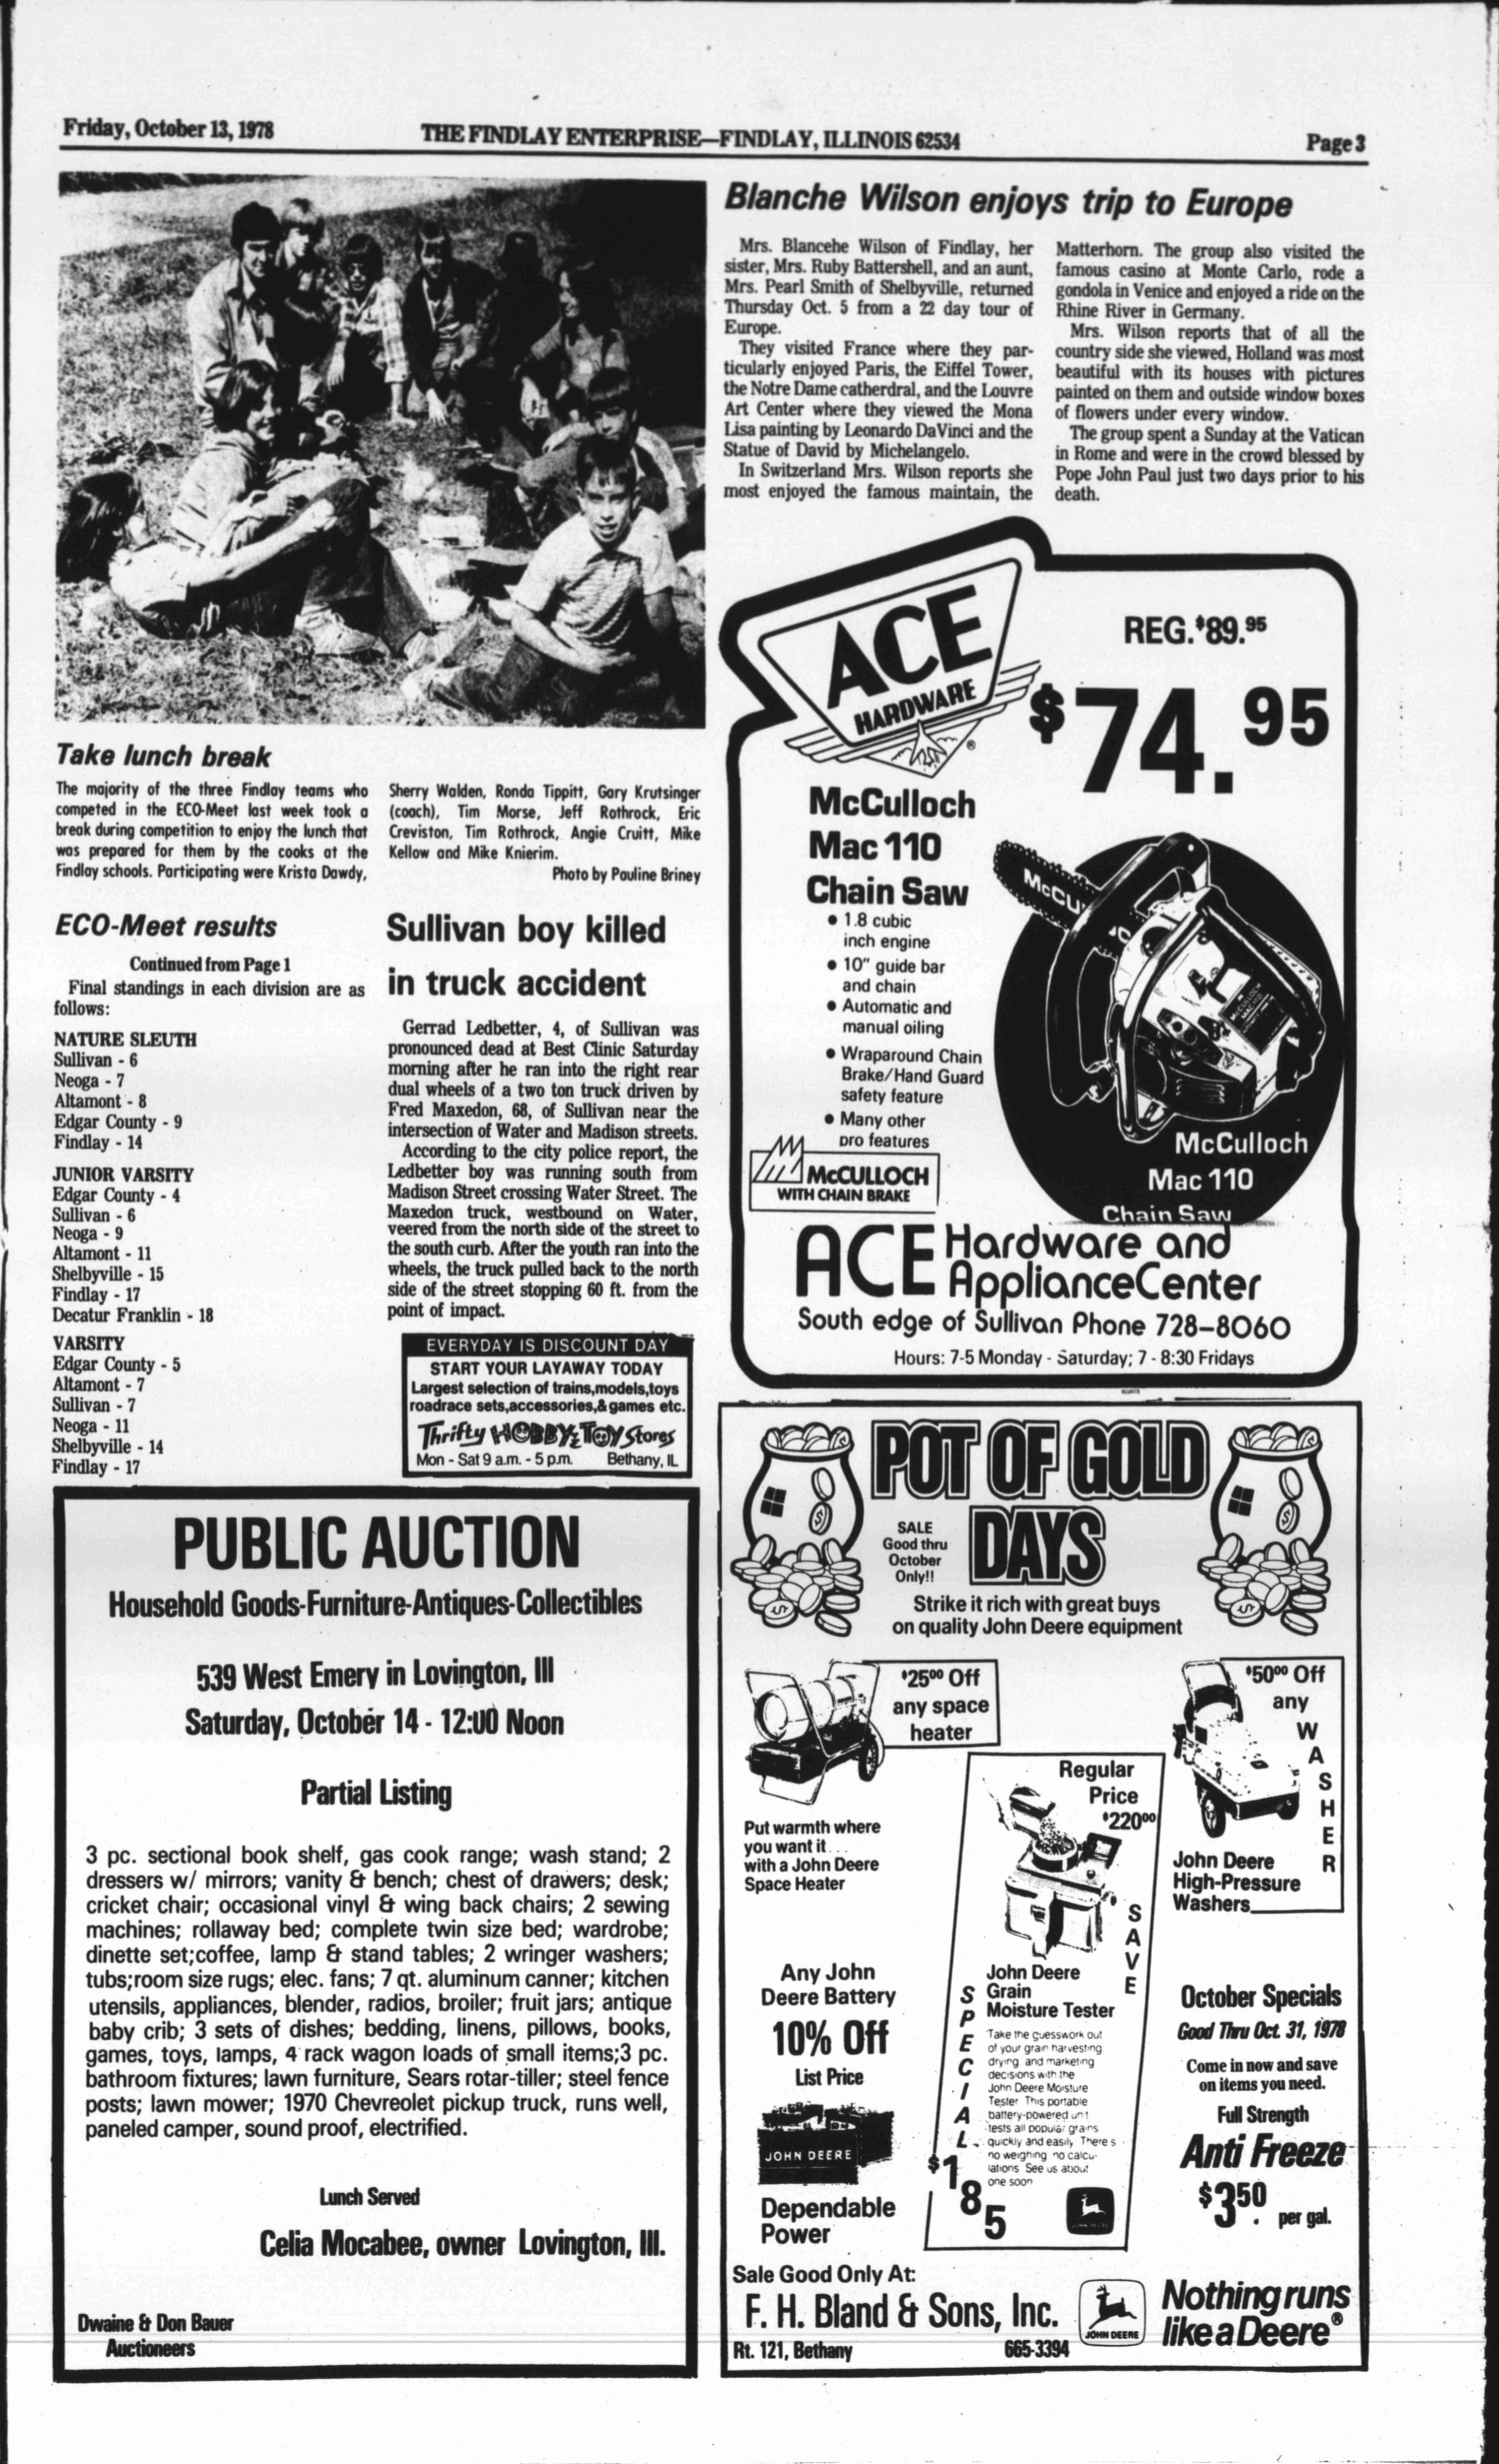 Friday, October 13, 1978
THE FINDLAY ENTERPRISE—FINDLAY, ILLINOIS 62534
Page 3
Take lunch break
The majority of the three Findlay teams who
competed in the ECO-Meet last week took a
break during competition to enjoy the lunch that
was prepared for them by the cooks at the
Findlay schools. Participating were Krista Dawdy,
Sherry Walden, Ronda Tippitt, Gary Krutsinger
(coach), Tim Morse, Jeff Rothrock, Eric
Creviston, Tim Rothrock, Angie Cruitt, Mike
Kellow and Mike Knierim.
Photo by Pauline Briney
Blanche Wilson enjoys trip to Europe
Mrs. Blancehe Wilson of Findlay, her
sister, Mrs. Ruby Battershell, and an aunt,
Mrs. Pearl Smith of Shelbyville, returned
Thursday Oct. 5 from a 22 day tour of
Europe.
They visited France where they par-
ticularly enjoyed Paris, the Eiffel Tower,
the Notre Dame catherdral, and the Louvre
Art Center where they viewed the Mona
Lisa painting by Leonardo DaVinci and the
Statue of David by Michelangelo.
In Switzerland Mrs. Wilson reports she
most enjoyed the famous maintain, the
Matterhorn. The group also visited the
famous casino at Monte Carlo, rode a
gondola in Venice and enjoyed a ride on the
Rhine River in Germany.
Mrs. Wilson reports that of all the
country side she viewed, Holland was most
beautiful with its houses with pictures
painted on them and outside window boxes
of flowers under every window.
The group spent a Sunday at the Vatican
in Rome and were in the crowd blessed by
Pope John Paul just two days prior to his
death.
ECO-Meet results
Continued from Page 1
Final standings in each division are as
follows:
NATURE SLEUTH
Sullivan - 6
Neoga - 7
Altamont - 8
Edgar County - 9
Findlay - 14
JUNIOR VARSITY
Edgar County - 4
Sullivan - 6
Neoga - 9
Altamont - 11
Shelbyville - 15
Findlay - 17
Decatur Franklin - 18
VARSITY
Edgar County - 5
Altamont - 7
Sullivan - 7
Neoga - 11
Shelbyville - 14
Findlay - 17
Sullivan boy killed
in truck accident
Gerrad Ledbetter, 4, of Sullivan was
pronounced dead at Best Clinic Saturday
morning after he ran into the right rear
dual wheels of a two ton truck driven by
Fred Maxedon, 68, of Sullivan near the
intersection of Water and Madison streets.
According to the city police report, the
Ledbetter boy was running south from
Madison Street crossing Water Street. The
Maxedon truck, westbound on Water,
veered from the north side of the street to
the south curb. After the youth ran into the
wheels, the truck pulled back to the north
side of the street stopping 60 ft. from the
point of impact.
EVERYDAY IS DISCOUNT DAY
START YOUR LAYAWAY TODAY
Largest selection of trains,models,toys
roadrace sets,accessories,&games etc.
Thrifty HOBBY & TOY Stores
Mon - Sat 9 a.m. - 5 p.m. Bethany, IL
ACE
HARDWARE
®
REG.$89.95
$74.95
McCulloch
Mac 110
Chain Saw
• 1.8 cubic
inch engine
• 10" guide bar
and chain
• Automatic and
manual oiling
• Wraparound Chain
Brake/Hand Guard
safety feature
• Many other
pro features
McCULLOCH
WITH CHAIN BRAKE
McCU
McCULLOCH
MAC 110
McCulloch
Mac 110
Chain Saw
ACE Hardware and
ApplianceCenter
South edge of Sullivan Phone 728-8060
Hours: 7-5 Monday - Saturday; 7 - 8:30 Fridays
PUBLIC AUCTION
Household Goods-Furniture-Antiques-Collectibles
539 West Emery in Lovington, Ill
Saturday, October 14 - 12:00 Noon
Partial Listing
3 pc. sectional book shelf, gas cook range; wash stand; 2
dressers w/ mirrors; vanity & bench; chest of drawers; desk;
cricket chair; occasional vinyl & wing back chairs; 2 sewing
machines; rollaway bed; complete twin size bed; wardrobe;
dinette set;coffee, lamp & stand tables; 2 wringer washers;
tubs;room size rugs; elec. fans; 7 qt. aluminum canner; kitchen
utensils, appliances, blender, radios, broiler; fruit jars; antique
baby crib; 3 sets of dishes; bedding, linens, pillows, books,
games, toys, lamps, 4 rack wagon loads of small items;3 pc.
bathroom fixtures; lawn furniture, Sears rotar-tiller; steel fence
posts; lawn mower; 1970 Chevreolet pickup truck, runs well,
paneled camper, sound proof, electrified.
Lunch Served
Celia Mocabee, owner Lovington, Ill.
Dwaine & Don Bauer
Auctioneers
POT OF GOLD
DAYS
SALE
Good thru
October
Only!!
Strike it rich with great buys
on quality John Deere equipment
$25⁰⁰ Off
any space
heater
Put warmth where
you want it...
with a John Deere
Space Heater
Regular
Price
$220⁰⁰
SAVE
John Deere
Grain
Moisture Tester
Take the guesswork out
of your grain harvesting
drying and marketing
decisions with the
John Deere Moisture
Tester This portable
battery-powered unit
tests all popular grains
quickly and easily There s
no weighing no calcu-
lations See us about
one soon
SPECIAL
$185
$50⁰⁰ Off
any
WASHER
John Deere
High-Pressure
Washers
Any John
Deere Battery
10% Off
List Price
JOHN DEERE
Dependable
Power
October Specials
Good Thru Oct. 31, 1978
Come in now and save
on items you need.
Full Strength
Anti Freeze
$3.50 per gal.
Sale Good Only At:
F. H. Bland & Sons, Inc.
Rt. 121, Bethany
665-3394
JOHN DEERE
Nothing runs
like a Deere®